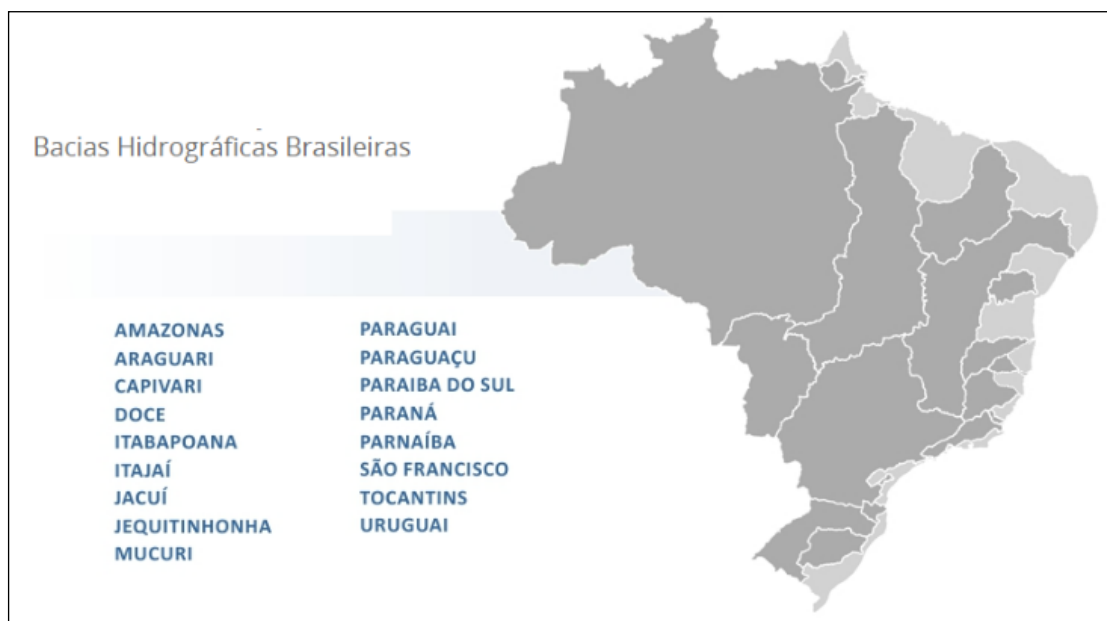 Bacias Hidrográficas Brasileiras
AMAZONAS
ARAGUARI
CAPIVARI
DOCE
ITABAPOANA
ITAJAÍ
JACUÍ
JEQUITINHONHA
MUCURI
PARAGUAI
PARAGUAÇU
PARAIBA DO SUL
PARANÁ
PARNAÍBA
SÃO FRANCISCO
TOCANTINS
URUGUAI